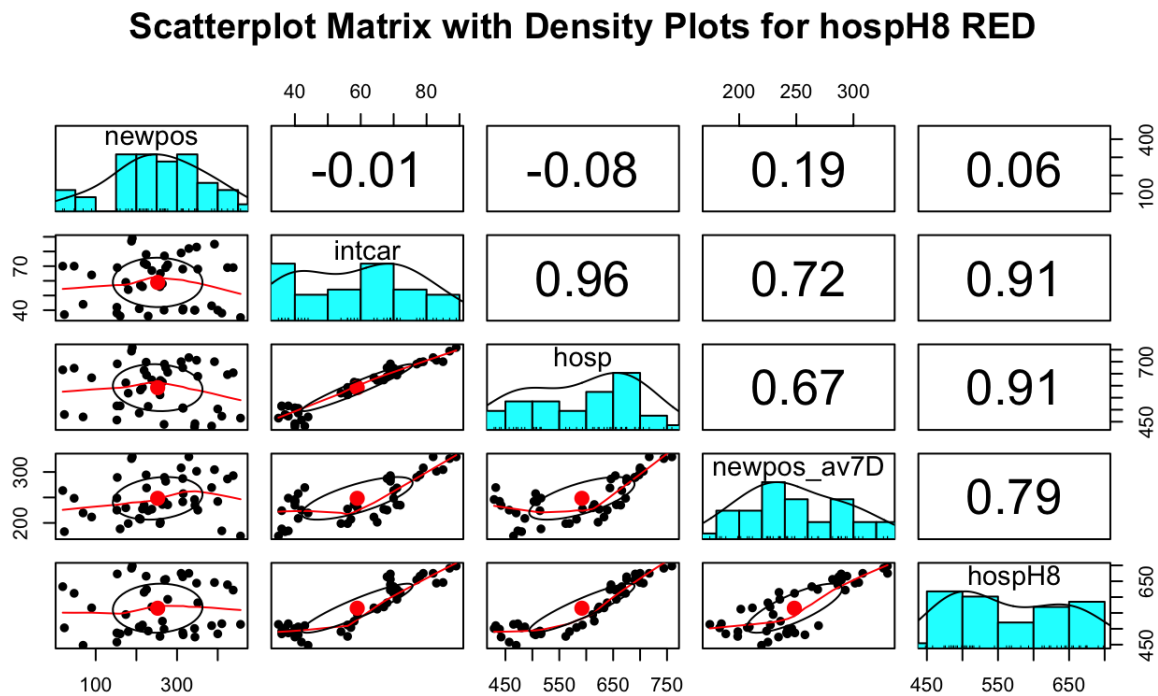 Scatterplot Matrix with Density Plots for hospH8 RED
40 60 80 200 250 300
newpos -0.01 -0.08 0.19 0.06 100 400
40 70 intcar 0.96 0.72 0.91
hosp 0.67 0.91 450 700
200 300 newpos_av7D 0.79
hospH8 450 650
100 300 450 550 650 750 450 550 650